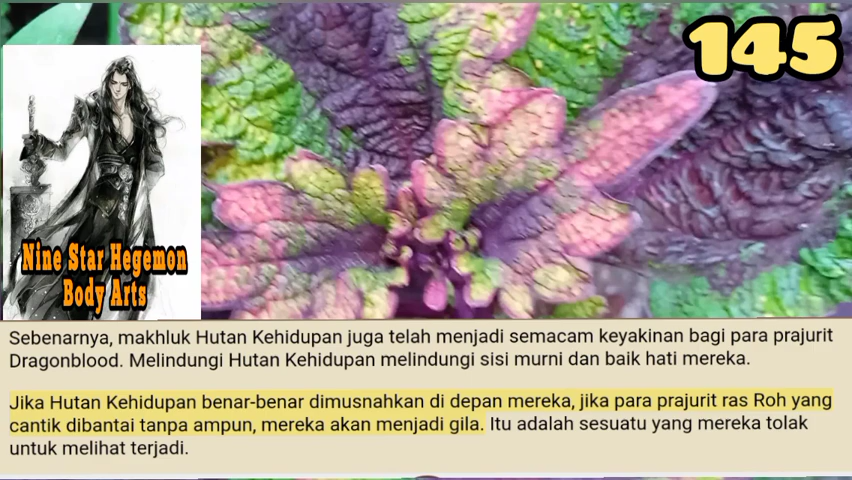 145
Nine Star Hegemon
Body Arts
Sebenarnya, makhluk Hutan Kehidupan juga telah menjadi semacam keyakinan bagi para prajurit
Dragonblood. Melindungi Hutan Kehidupan melindungi sisi murni dan baik hati mereka.
Jika Hutan Kehidupan benar-benar dimusnahkan di depan mereka, jika para prajurit ras Roh yang
cantik dibantai tanpa ampun, mereka akan menjadi gila. Itu adalah sesuatu yang mereka tolak
untuk melihat terjadi.